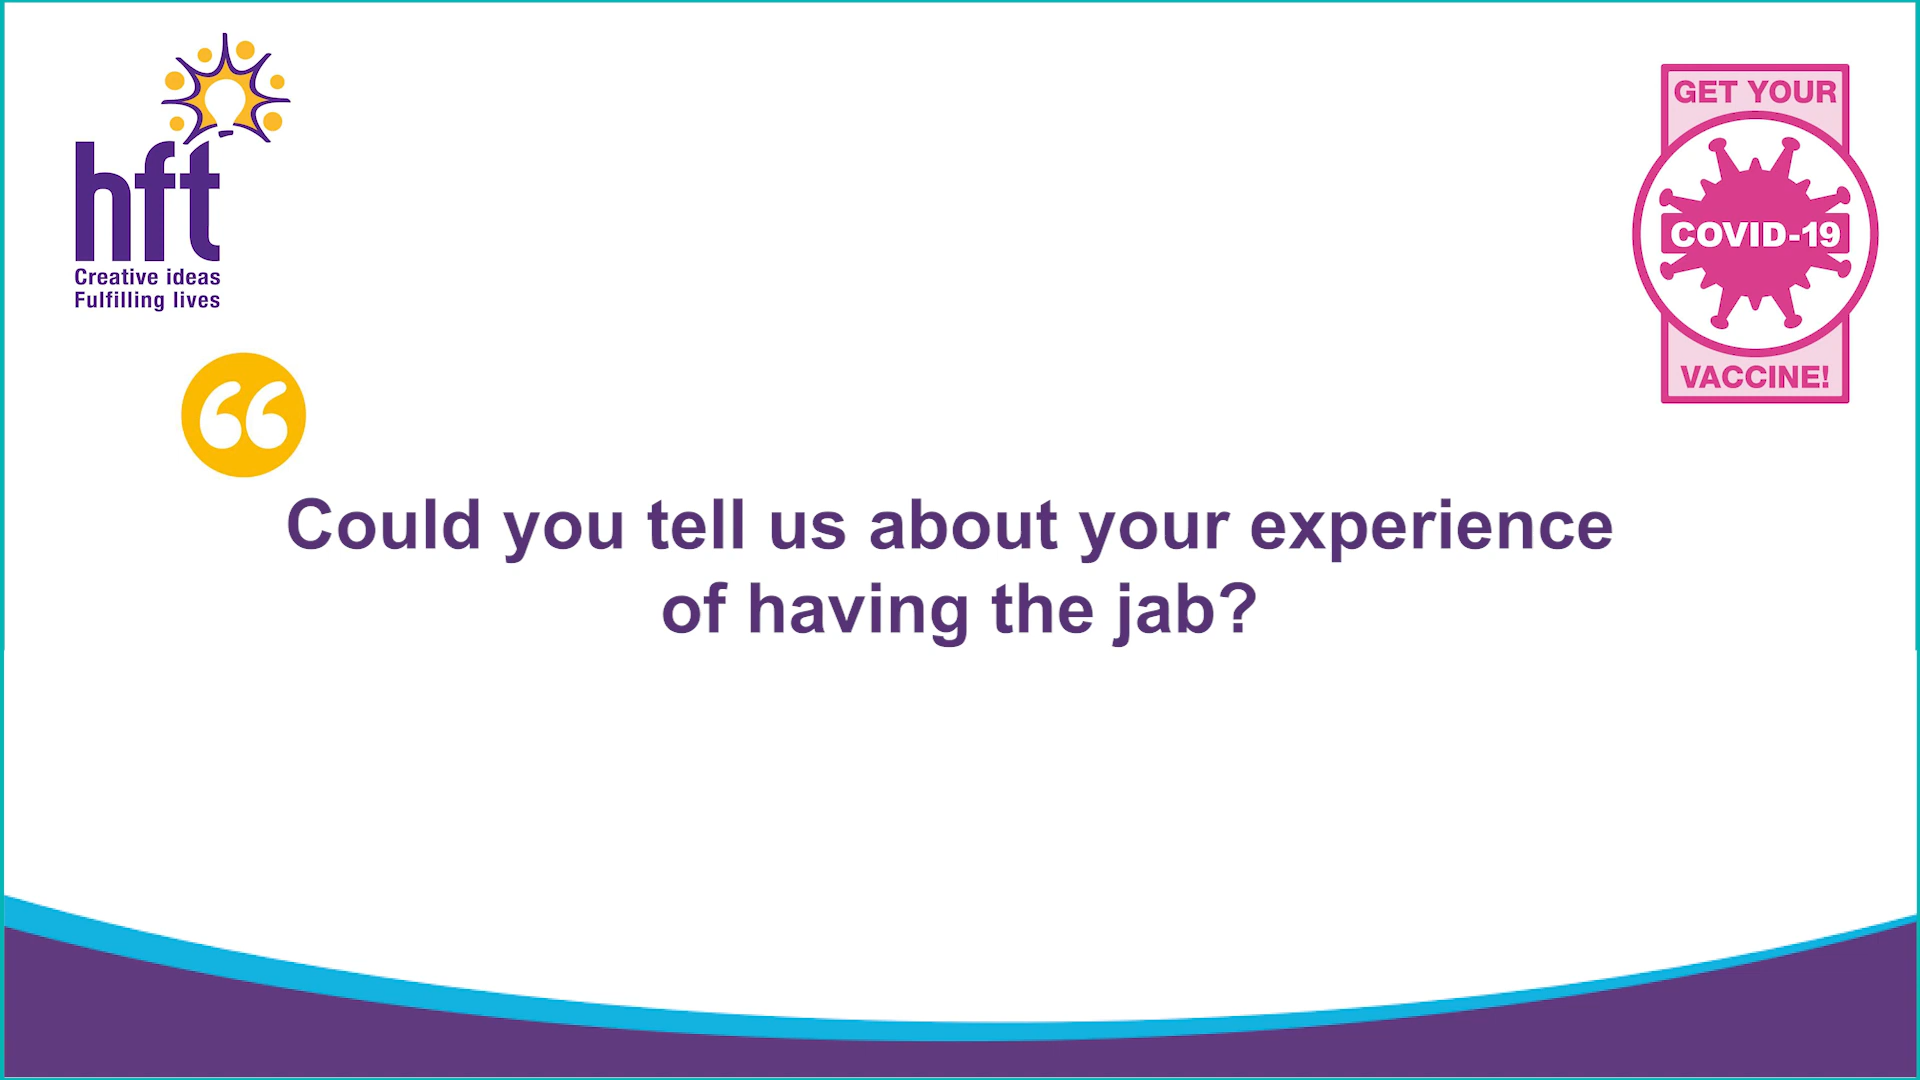 hft
Creative ideas
Fulfilling lives
GET YOUR
COVID-19
VACCINE!
“
Could you tell us about your experience
of having the jab?